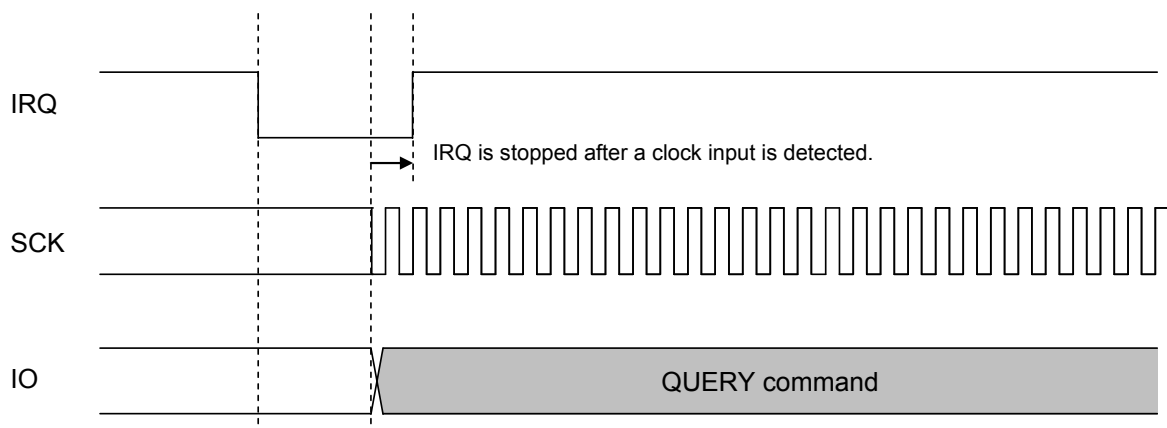 IRQ
IRQ is stopped after a clock input is detected.
SCK
IO
QUERY command